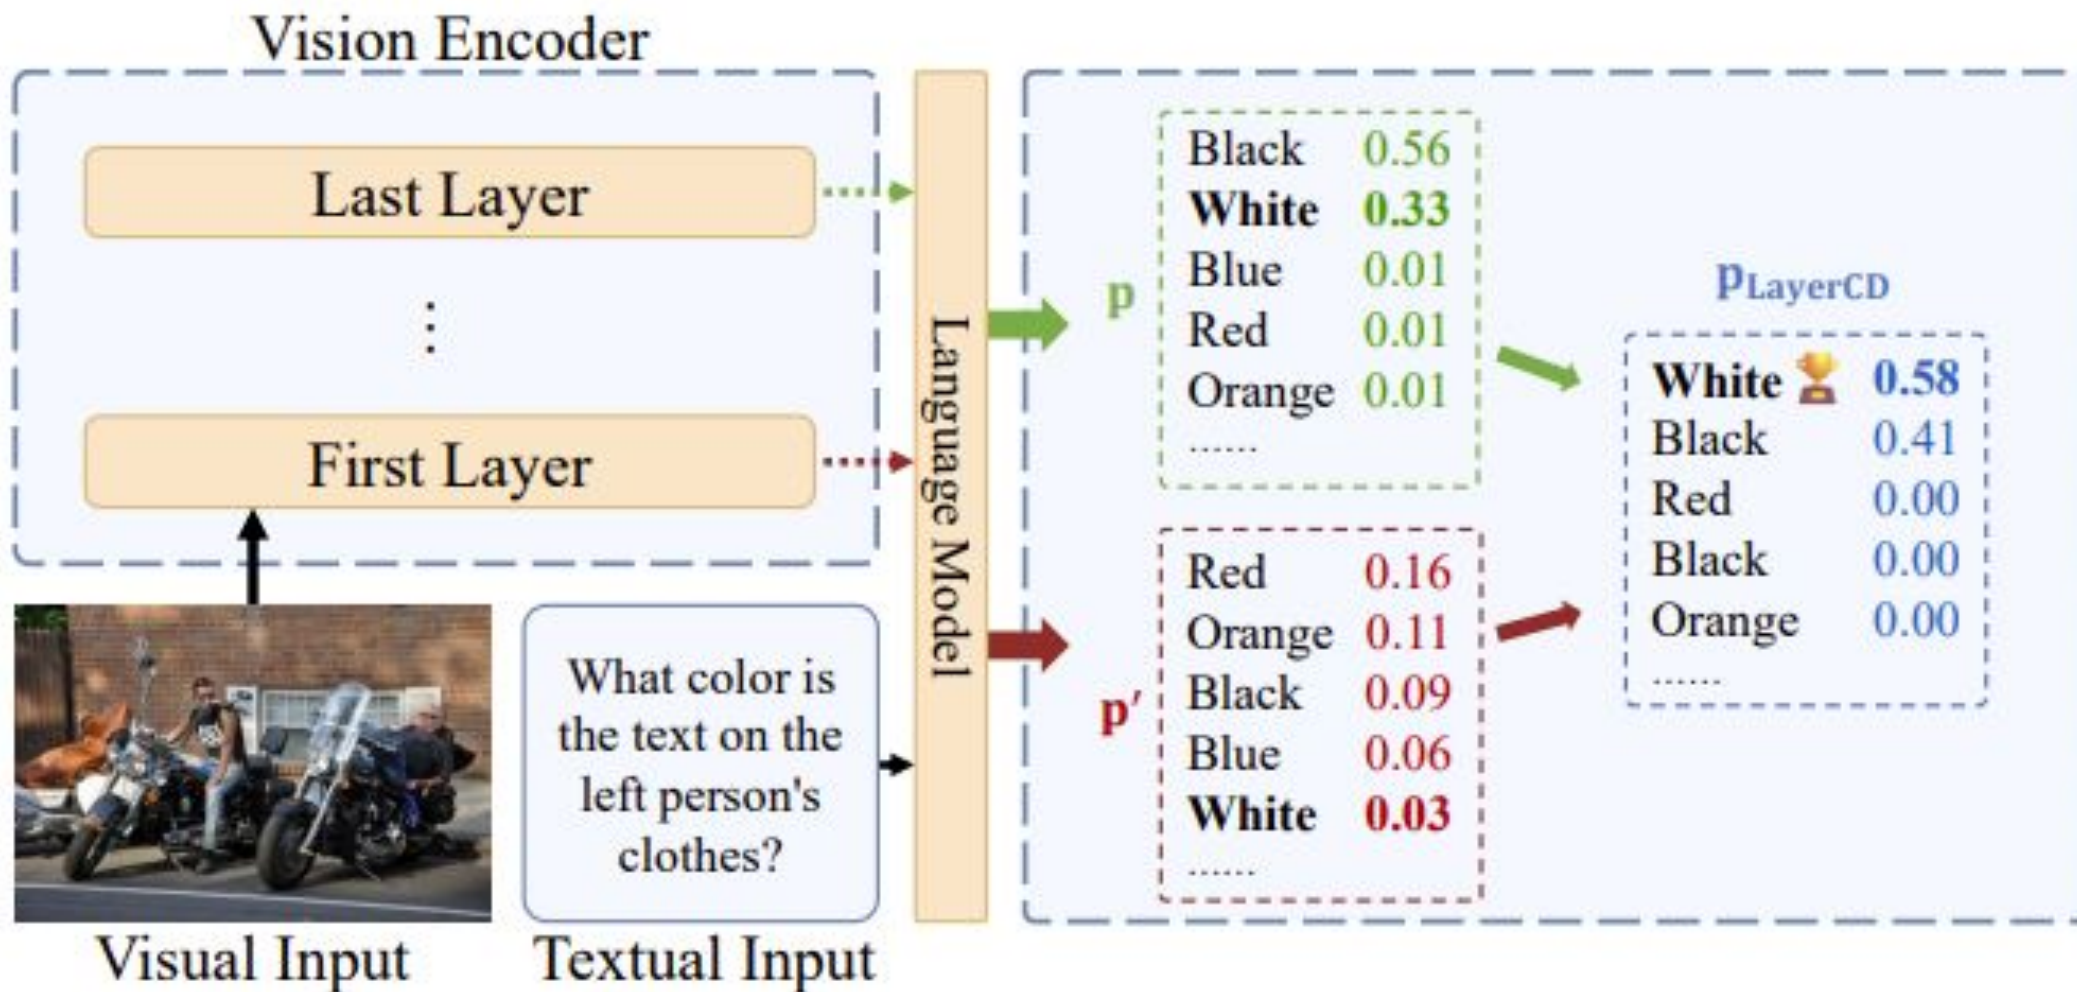 Vision Encoder
Last Layer
⋮
First Layer
Visual Input
What color is
the text on the
left person's
clothes?
Textual Input
Language Model
p
Black 0.56
White 0.33
Blue 0.01
Red 0.01
Orange 0.01
......
p′
Red 0.16
Orange 0.11
Black 0.09
Blue 0.06
White 0.03
......
pLayerCD
White 🏆 0.58
Black 0.41
Red 0.00
Black 0.00
Orange 0.00
......